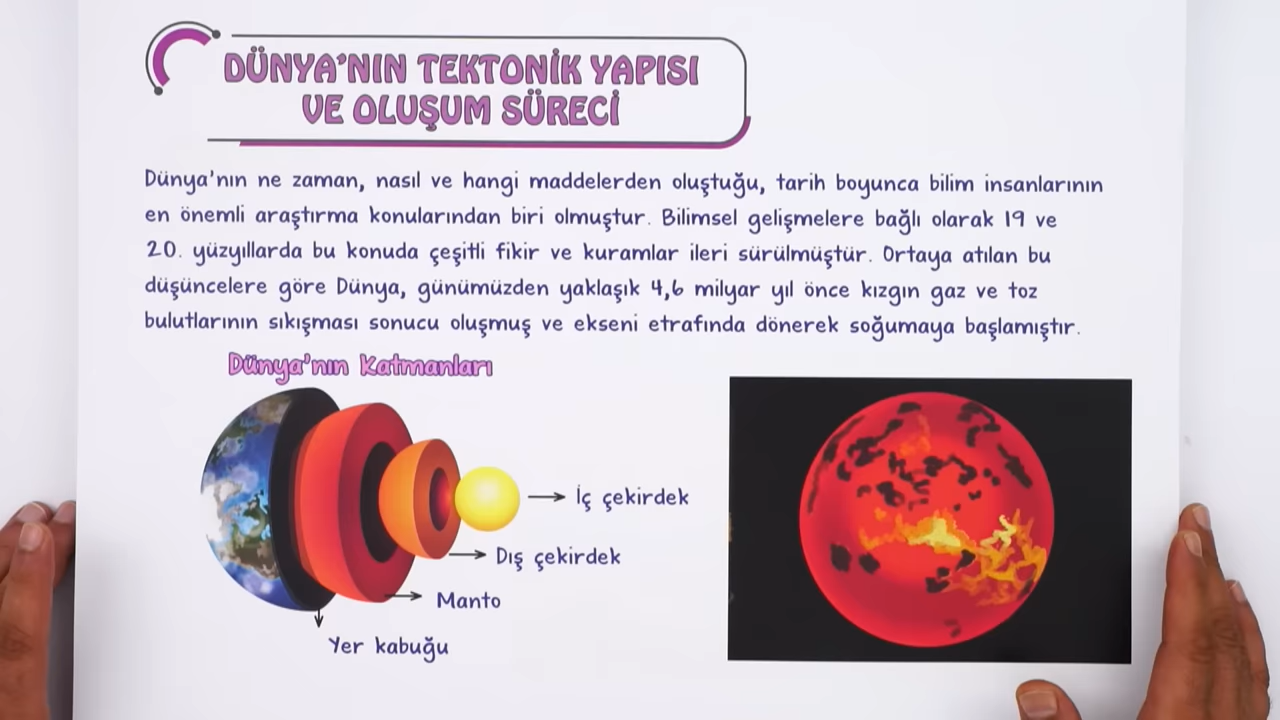 DÜNYA'NIN TEKTONİK YAPISI
VE OLUŞUM SÜRECİ
Dünya'nın ne zaman, nasıl ve hangi maddelerden oluştuğu, tarih boyunca bilim insanlarının
en önemli araştırma konularından biri olmuştur. Bilimsel gelişmelere bağlı olarak 19 ve
20. yüzyıllarda bu konuda çeşitli fikir ve kuramlar ileri sürülmüştür. Ortaya atılan bu
düşüncelere göre Dünya, günümüzden yaklaşık 4,6 milyar yıl önce kızgın gaz ve toz
bulutlarının sıkışması sonucu oluşmuş ve ekseni etrafında dönerek soğumaya başlamıştır.
Dünya'nın Katmanları
İç çekirdek
Dış çekirdek
Manto
Yer kabuğu